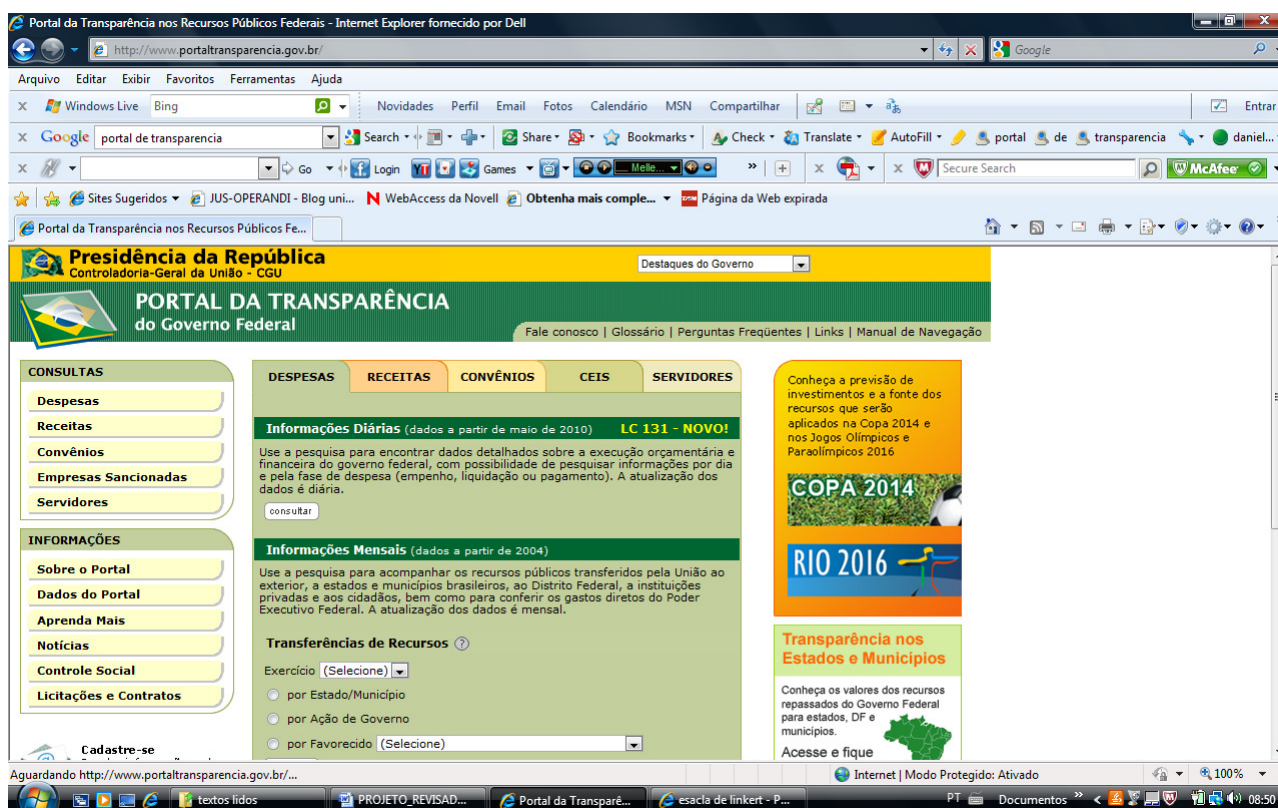 Portal da Transparência nos Recursos Públicos Federais - Internet Explorer fornecido por Dell
http://www.portaltransparencia.gov.br/
Google
Arquivo Editar Exibir Favoritos Ferramentas Ajuda
x Windows Live Bing Novidades Perfil Email Fotos Calendário MSN Compartilhar Entrar
x Google portal de transparencia Search Share Bookmarks Check Translate AutoFill portal de transparencia daniel...
x Go Login Games Melle... » x x Secure Search McAfee
Sites Sugeridos JUS-OPERANDI - Blog uni... WebAccess da Novell Obtenha mais comple... Página da Web expirada
Portal da Transparência nos Recursos Públicos Fe...
Presidência da República
Controladoria-Geral da União - CGU
Destaques do Governo
PORTAL DA TRANSPARÊNCIA
do Governo Federal
Fale conosco | Glossário | Perguntas Freqüentes | Links | Manual de Navegação
CONSULTAS
Despesas
Receitas
Convênios
Empresas Sancionadas
Servidores
INFORMAÇÕES
Sobre o Portal
Dados do Portal
Aprenda Mais
Notícias
Controle Social
Licitações e Contratos
Cadastre-se
DESPESAS RECEITAS CONVÊNIOS CEIS SERVIDORES
Informações Diárias (dados a partir de maio de 2010) LC 131 - NOVO!
Use a pesquisa para encontrar dados detalhados sobre a execução orçamentária e
financeira do governo federal, com possibilidade de pesquisar informações por dia
e pela fase de despesa (empenho, liquidação ou pagamento). A atualização dos
dados é diária.
consultar
Informações Mensais (dados a partir de 2004)
Use a pesquisa para acompanhar os recursos públicos transferidos pela União ao
exterior, a estados e municípios brasileiros, ao Distrito Federal, a instituições
privadas e aos cidadãos, bem como para conferir os gastos diretos do Poder
Executivo Federal. A atualização dos dados é mensal.
Transferências de Recursos ?
Exercício (Selecione)
por Estado/Município
por Ação de Governo
por Favorecido (Selecione)
Conheça a previsão de
investimentos e a fonte dos
recursos que serão
aplicados na Copa 2014 e
nos Jogos Olímpicos e
Paraolímpicos 2016
COPA 2014
RIO 2016
Transparência nos
Estados e Municipios
Conheça os valores dos recursos
repassados do Governo Federal
para estados, DF e
municípios.
Acesse e fique
Aguardando http://www.portaltransparencia.gov.br/...
Internet | Modo Protegido: Ativado
100%
textos lidos PROJETO_REVISAD... Portal da Transparê... esacla de linkert - P... PT Documentos » < 08:50